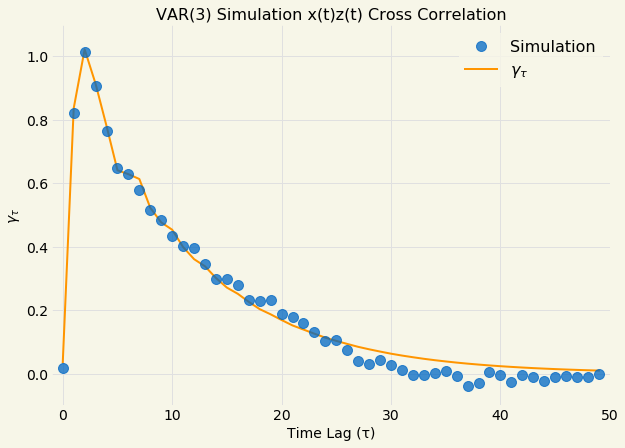 VAR(3) Simulation x(t)z(t) Cross Correlation
Simulation
γτ
γτ
1.0
0.8
0.6
0.4
0.2
0.0
0 10 20 30 40 50
Time Lag (τ)